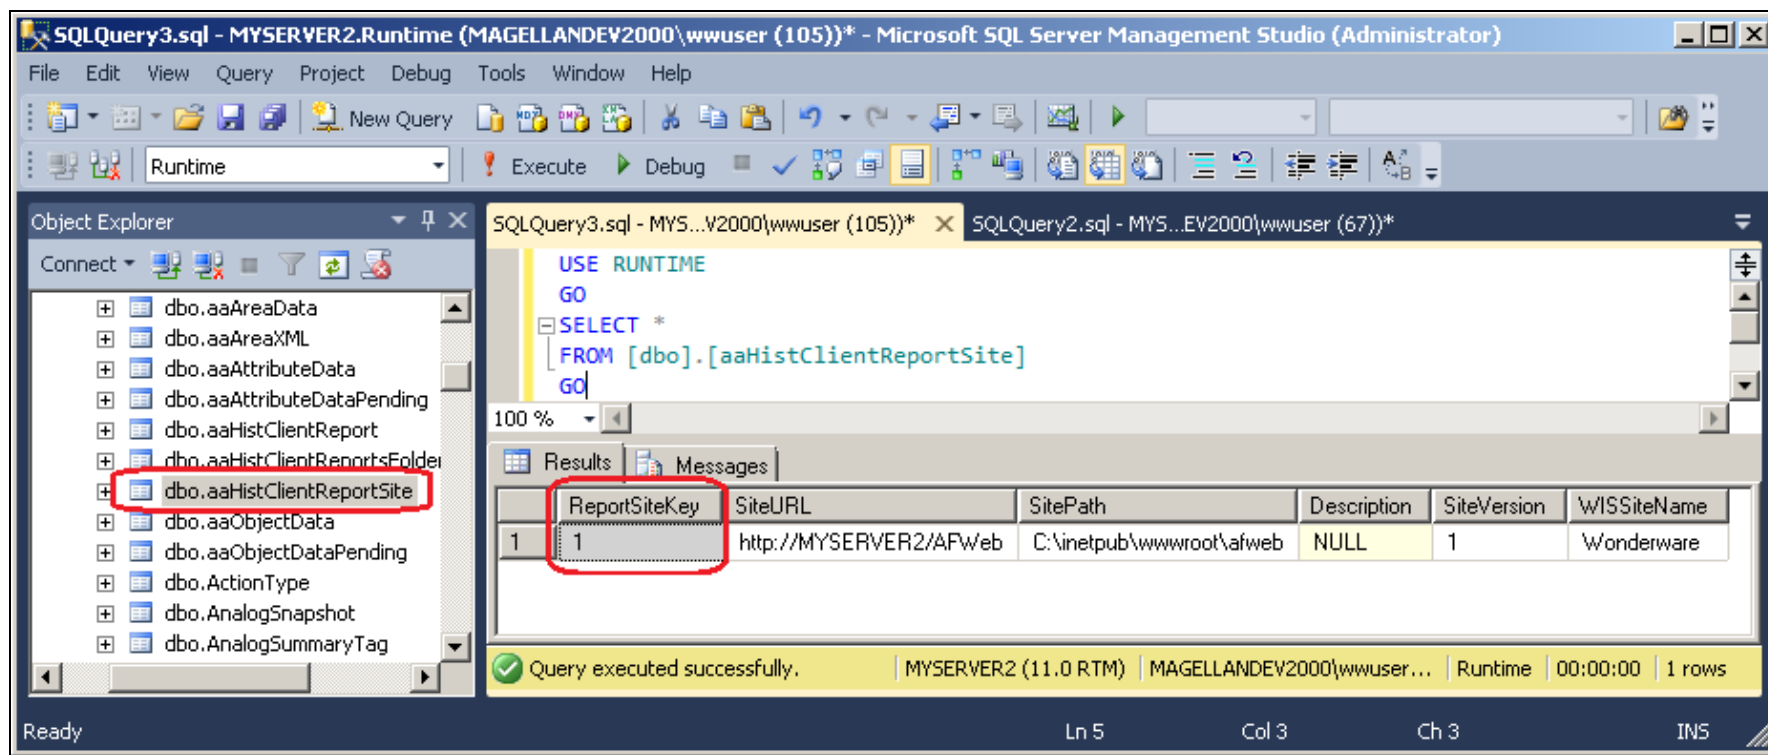 SQLQuery3.sql - MYSERVER2.Runtime (MAGELLANDEV2000\wwuser (105))* - Microsoft SQL Server Management Studio (Administrator)
File Edit View Query Project Debug Tools Window Help
New Query
Runtime Execute Debug
Object Explorer
Connect
dbo.aaAreaData
dbo.aaAreaXML
dbo.aaAttributeData
dbo.aaAttributeDataPending
dbo.aaHistClientReport
dbo.aaHistClientReportsFolder
dbo.aaHistClientReportSite
dbo.aaObjectData
dbo.aaObjectDataPending
dbo.ActionType
dbo.AnalogSnapshot
dbo.AnalogSummaryTag
SQLQuery3.sql - MYS...V2000\wwuser (105))* SQLQuery2.sql - MYS...EV2000\wwuser (67))*
USE RUNTIME
GO
SELECT *
FROM [dbo].[aaHistClientReportSite]
GO
100 %
Results Messages
ReportSiteKey SiteURL SitePath Description SiteVersion WISSiteName
1 1 http://MYSERVER2/AFWeb C:\inetpub\wwwroot\afweb NULL 1 Wonderware
Query executed successfully. MYSERVER2 (11.0 RTM) MAGELLANDEV2000\wwuser... Runtime 00:00:00 1 rows
Ready Ln 5 Col 3 Ch 3 INS